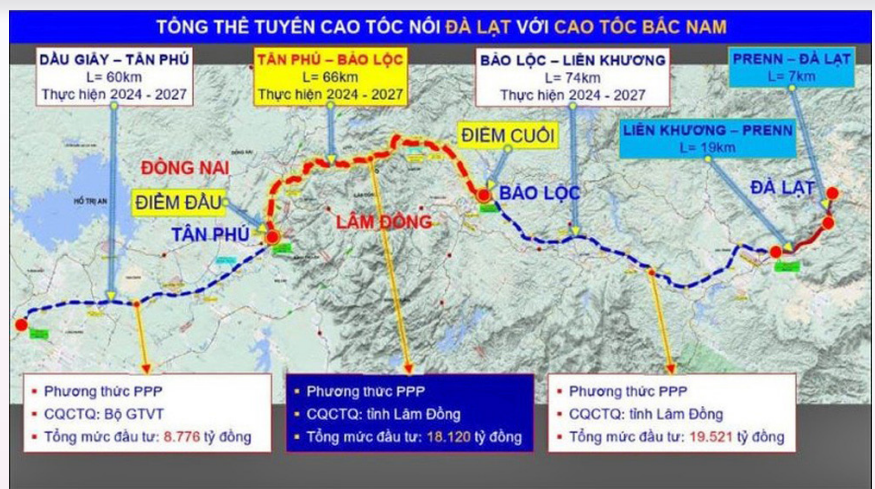 TỔNG THỂ TUYẾN CAO TỐC NỐI ĐÀ LẠT VỚI CAO TỐC BẮC NAM
DẦU GIÂY – TÂN PHÚ
L= 60km
Thực hiện 2024 - 2027
TÂN PHÚ – BẢO LỘC
L= 66km
Thực hiện 2024 - 2027
BẢO LỘC – LIÊN KHƯƠNG
L= 74km
Thực hiện 2024 - 2027
PRENN – ĐÀ LẠT
L= 7km
LIÊN KHƯƠNG – PRENN
L= 19km
ĐIỂM CUỐI
ĐỒNG NAI
ĐIỂM ĐẦU
HỒ TRỊ AN
TÂN PHÚ
LÂM ĐỒNG
BẢO LỘC
ĐÀ LẠT
Phương thức PPP
CQCTQ: Bộ GTVT
Tổng mức đầu tư: 8.776 tỷ đồng
Phương thức PPP
CQCTQ: tỉnh Lâm Đồng
Tổng mức đầu tư: 18.120 tỷ đồng
Phương thức PPP
CQCTQ: tỉnh Lâm Đồng
Tổng mức đầu tư: 19.521 tỷ đồng